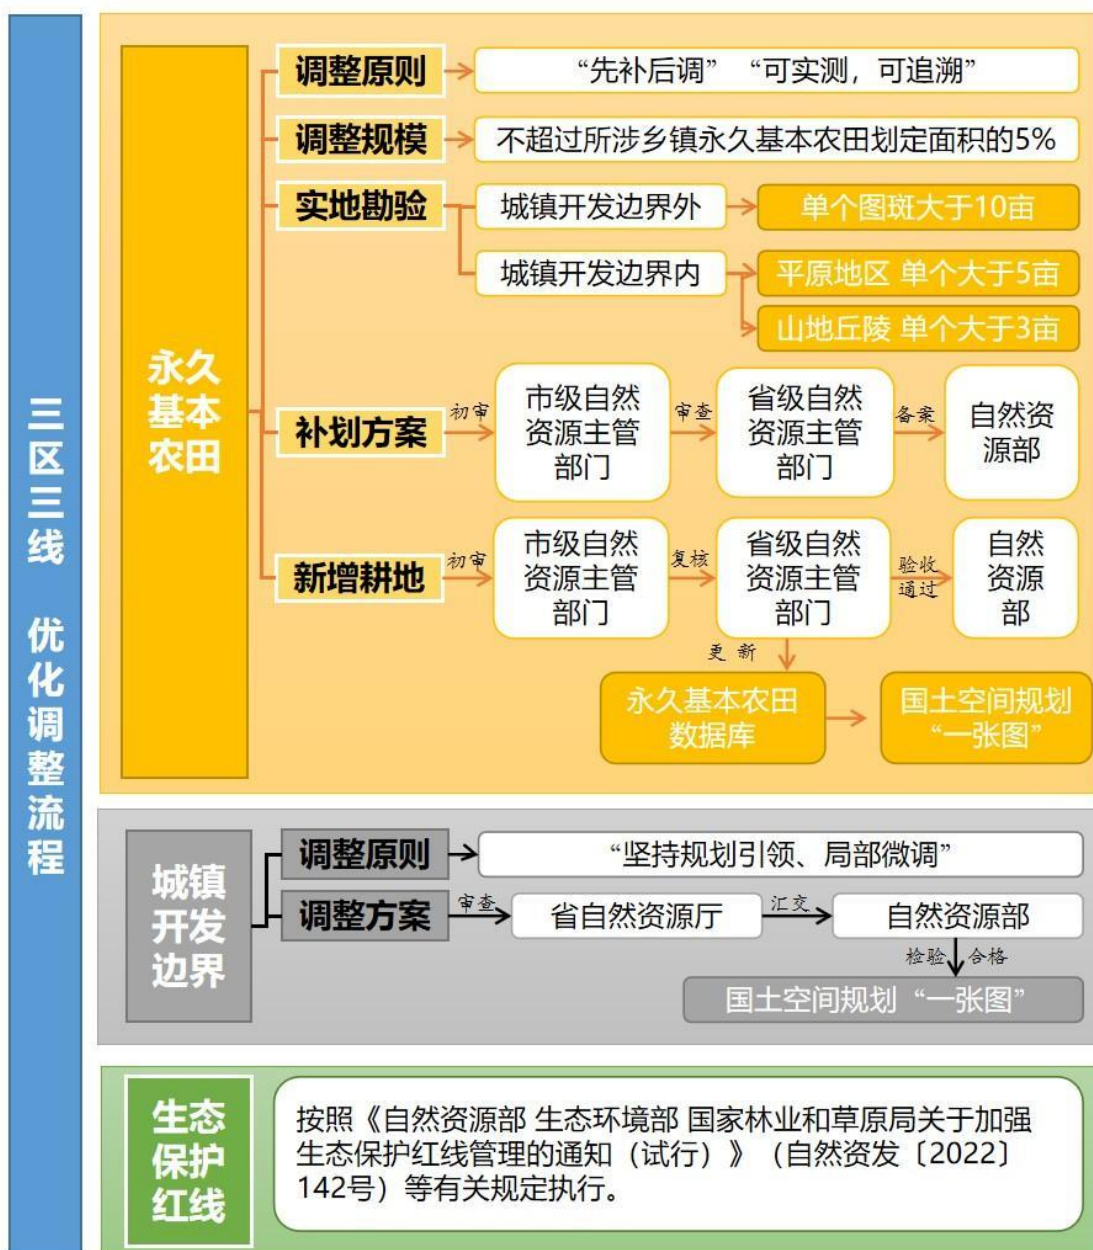 三区三线 优化调整流程
永久
基本
农田
调整原则
“先补后调” “可实测，可追溯”
调整规模
不超过所涉乡镇永久基本农田划定面积的5%
实地勘验
城镇开发边界外
单个图斑大于10亩
城镇开发边界内
平原地区 单个大于5亩
山地丘陵 单个大于3亩
补划方案
初审
市级自然
资源主管
部门
审查
省级自然
资源主管
部门
备案
自然资
源部
新增耕地
初审
市级自然
资源主管
部门
复核
省级自然
资源主管
部门
验收
通过
自然
资源
部
更 新
永久基本农田
数据库
国土空间规划
“一张图”
城镇
开发
边界
调整原则
“坚持规划引领、局部微调”
调整方案
审查
省自然资源厅
汇交
自然资源部
检验 合格
国土空间规划 “一张图”
生态
保护
红线
按照《自然资源部 生态环境部 国家林业和草原局关于加强
生态保护红线管理的通知（试行）》（自然资发〔2022〕
142号）等有关规定执行。